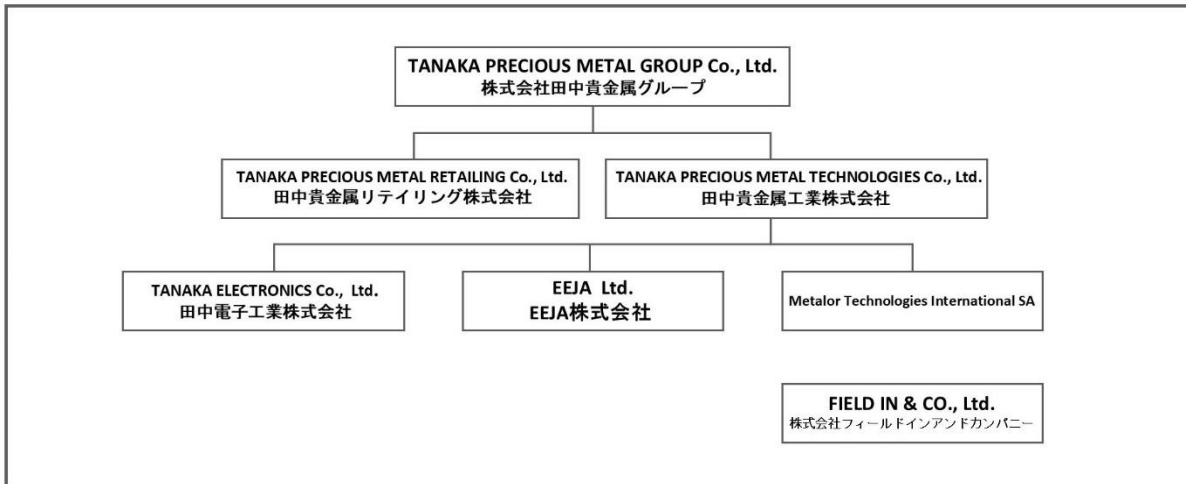 TANAKA PRECIOUS METAL GROUP Co., Ltd.
株式会社田中貴金属グループ
TANAKA PRECIOUS METAL RETAILING Co., Ltd.
田中貴金属リテイリング株式会社
TANAKA PRECIOUS METAL TECHNOLOGIES Co., Ltd.
田中貴金属工業株式会社
TANAKA ELECTRONICS Co., Ltd.
田中電子工業株式会社
EEJA Ltd.
EEJA株式会社
Metalor Technologies International SA
FIELD IN & CO., Ltd.
株式会社フィールドインアンドカンパニー